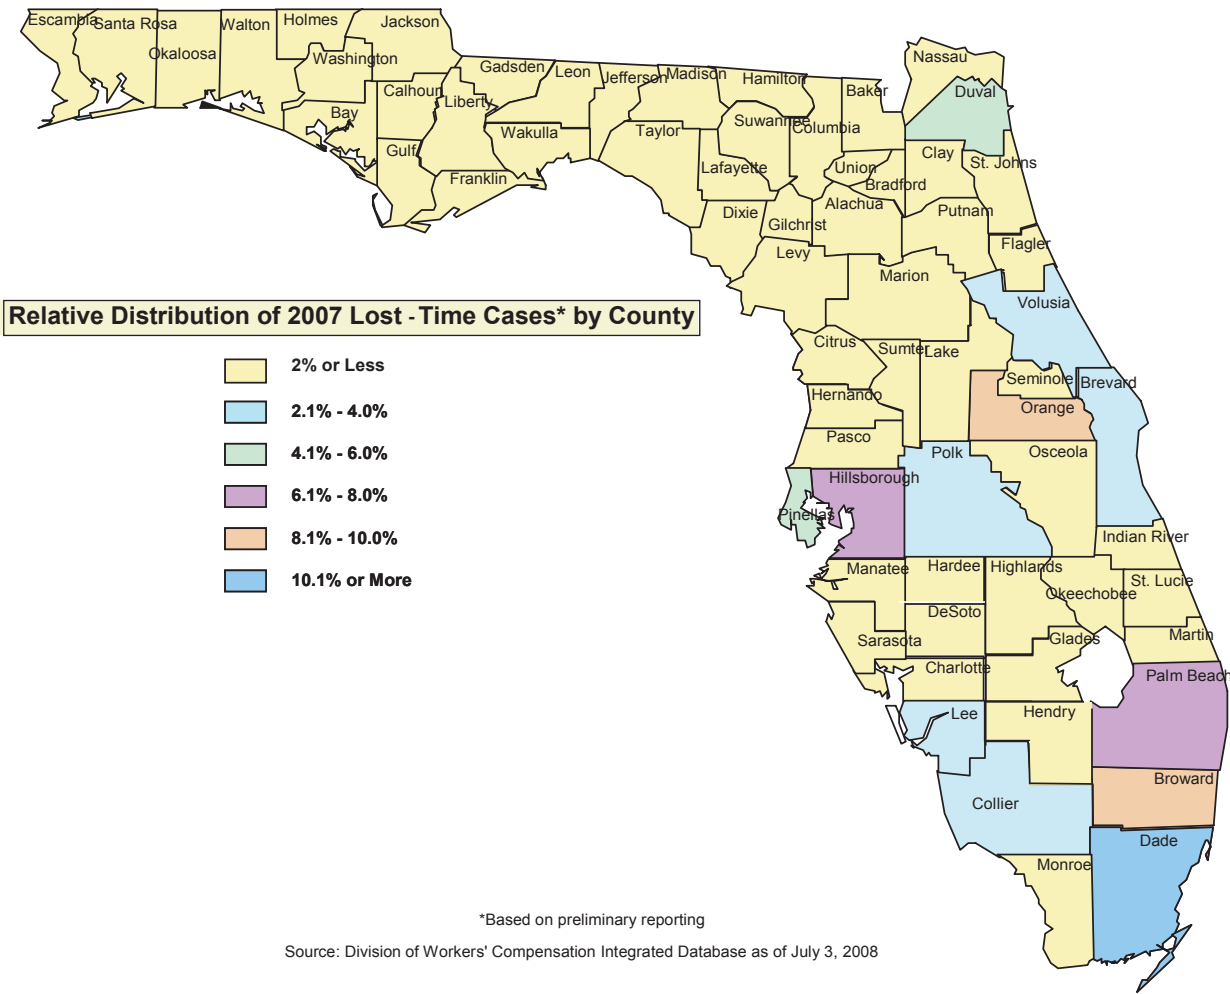 Escambia
Santa Rosa
Okaloosa
Walton
Holmes
Jackson
Washington
Bay
Calhoun
Gulf
Liberty
Gadsden
Leon
Wakulla
Franklin
Jefferson
Madison
Hamilton
Taylor
Suwannee
Lafayette
Columbia
Baker
Nassau
Duval
Union
Bradford
Clay
St. Johns
Dixie
Gilchrist
Alachua
Putnam
Flagler
Levy
Marion
Volusia
Relative Distribution of 2007 Lost - Time Cases* by County
2% or Less
2.1% - 4.0%
4.1% - 6.0%
6.1% - 8.0%
8.1% - 10.0%
10.1% or More
Citrus
Sumter
Lake
Seminole
Brevard
Hernando
Orange
Pasco
Polk
Osceola
Hillsborough
Pinellas
Indian River
Manatee
Hardee
Highlands
St. Lucie
Okeechobee
DeSoto
Sarasota
Glades
Martin
Charlotte
Palm Beach
Lee
Hendry
Broward
Collier
Dade
Monroe
*Based on preliminary reporting
Source: Division of Workers' Compensation Integrated Database as of July 3, 2008